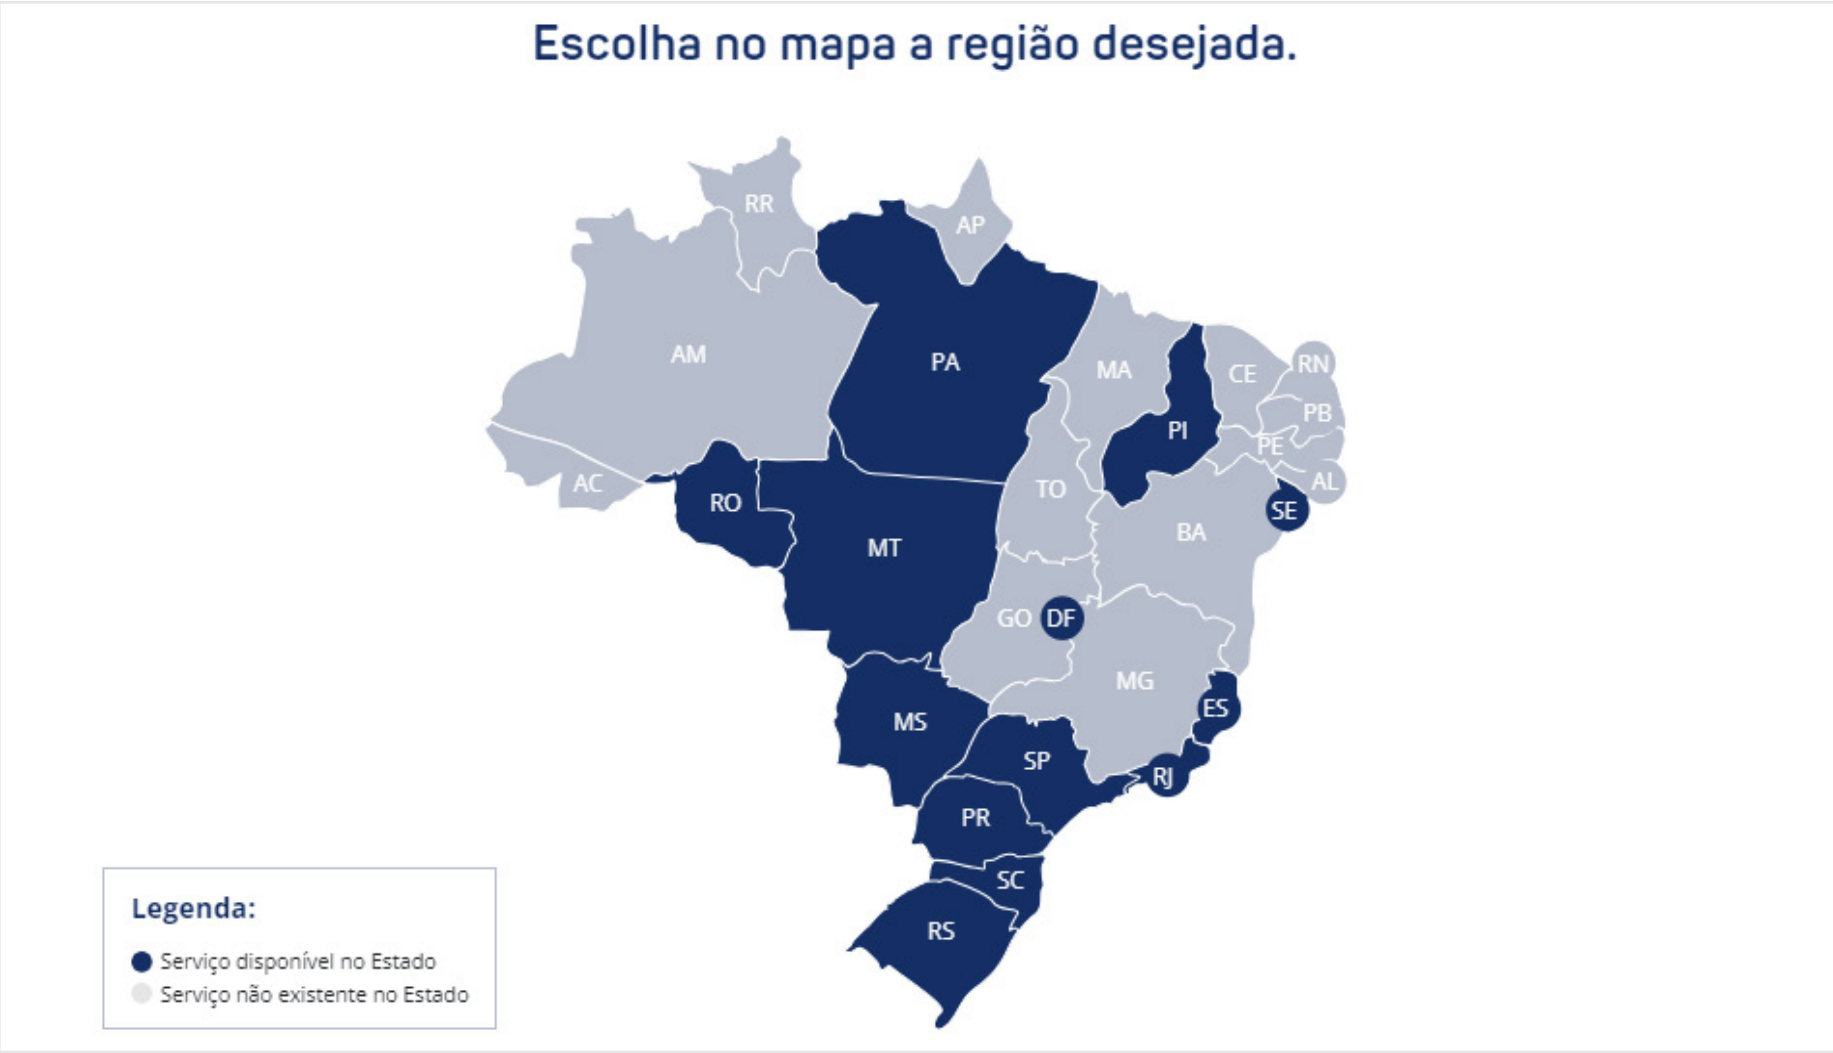 Escolha no mapa a região desejada.
RR
AP
AM
PA
MA
CE
RN
PB
PI
PE
AC
TO
AL
RO
SE
BA
MT
GO
DF
MG
ES
MS
SP
RJ
PR
SC
RS
Legenda:
Serviço disponível no Estado
Serviço não existente no Estado